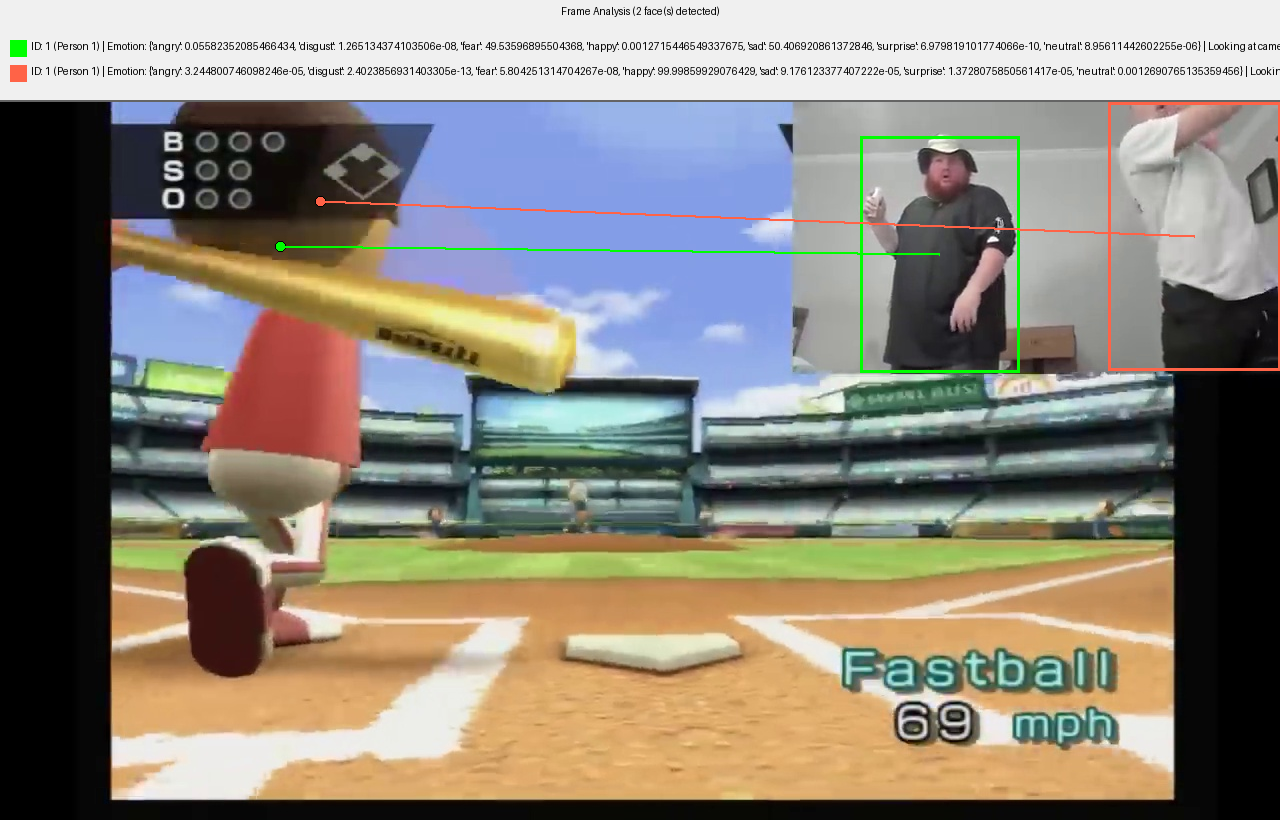 Frame Analysis (2 face(s) detected)
ID: 1 (Person 1) | Emotion: {'angry': 0.05582352085466434, 'disgust': 1.265134374103506e-08, 'fear': 49.53596895504368, 'happy': 0.0012715446549337675, 'sad': 50.406920861372846, 'surprise': 6.979819101774066e-10, 'neutral': 8.95611442602255e-06} | Looking at came
ID: 1 (Person 1) | Emotion: {'angry': 3.244800746098246e-05, 'disgust': 2.4023856931403305e-13, 'fear': 5.804251314704267e-08, 'happy': 99.99859929076429, 'sad': 9.176123377407222e-05, 'surprise': 1.3728075850561417e-05, 'neutral': 0.0012690765135359456} | Lookin
B
S
O
Fastball
69 mph